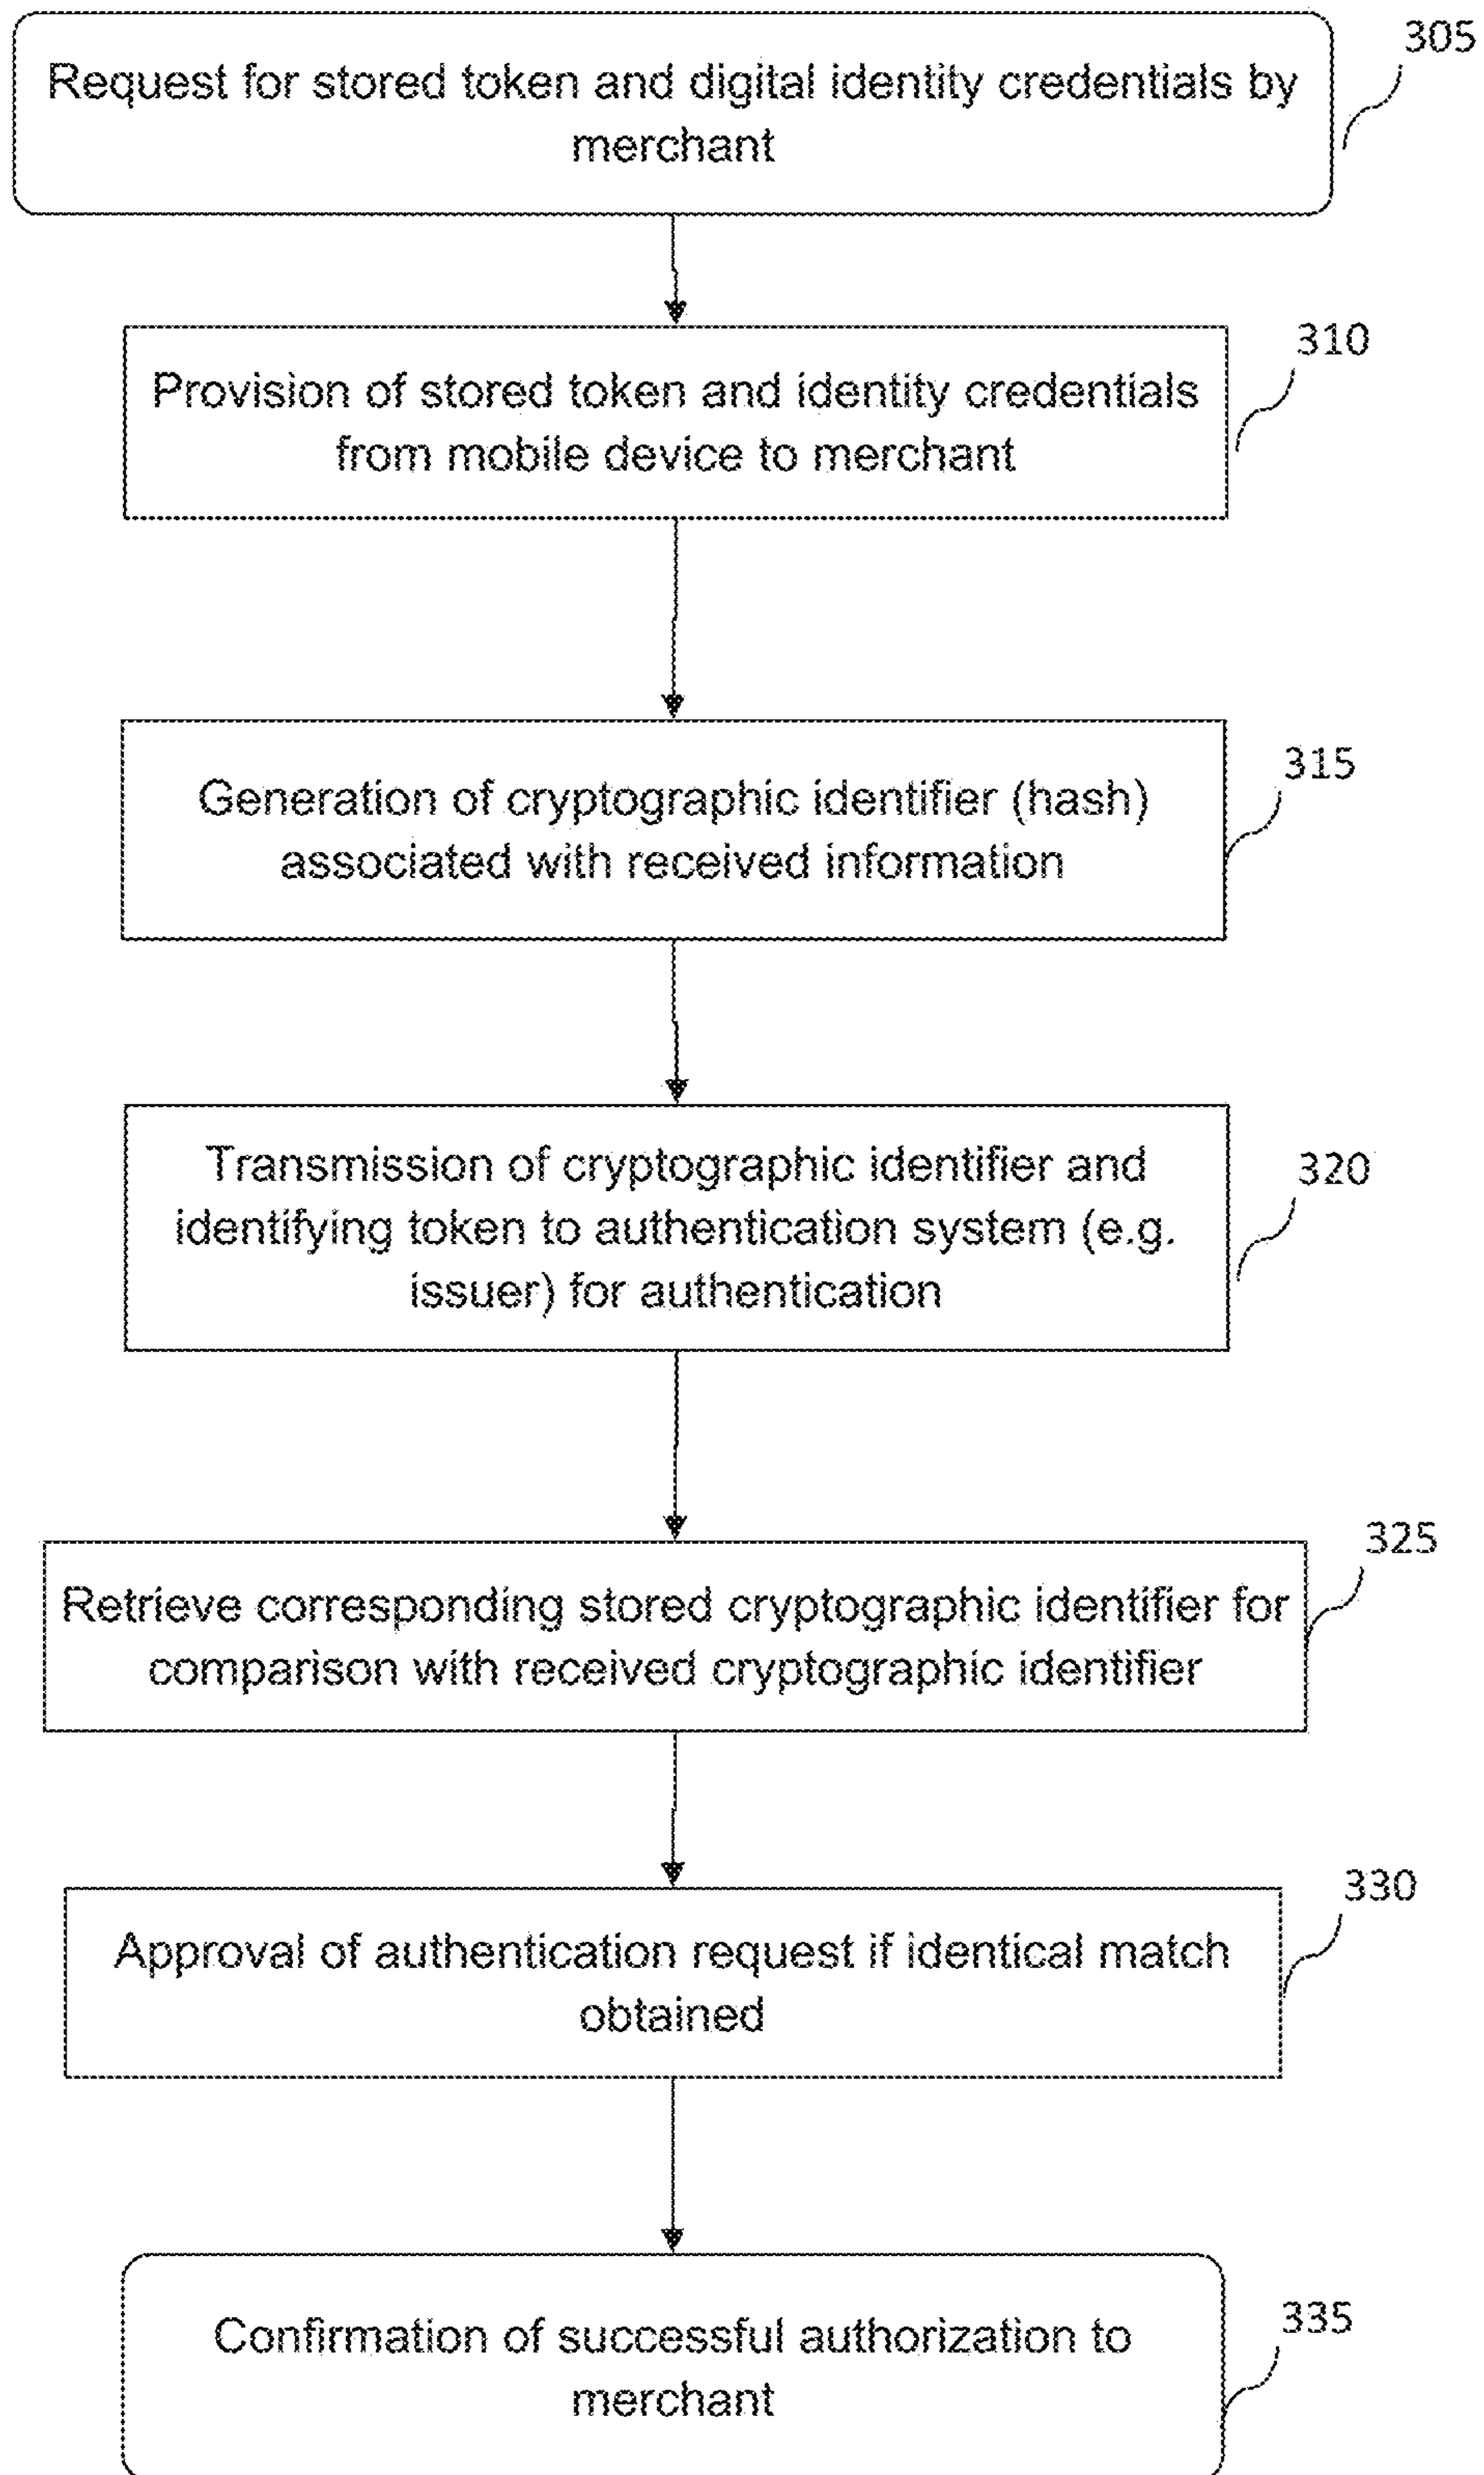 305
Request for stored token and digital identity credentials by
merchant
310
Provision of stored token and identity credentials
from mobile device to merchant
315
Generation of cryptographic identifier (hash)
associated with received information
320
Transmission of cryptographic identifier and
identifying token to authentication system (e.g.
issuer) for authentication
325
Retrieve corresponding stored cryptographic identifier for
comparison with received cryptographic identifier
330
Approval of authentication request if identical match
obtained
335
Confirmation of successful authorization to
merchant